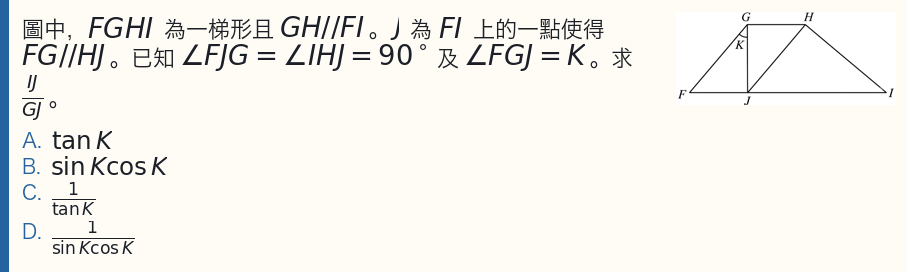 圖中，FGHI 為一梯形且 GH//FI。J 為 FI 上的一點使得
FG//HJ。已知 ∠FJG = ∠IHJ = 90° 及 ∠FGJ = K。求
IJ/GJ。
A. tan K
B. sin K cos K
C. 1/tan K
D. 1/(sin K cos K)
G H
K
F J I